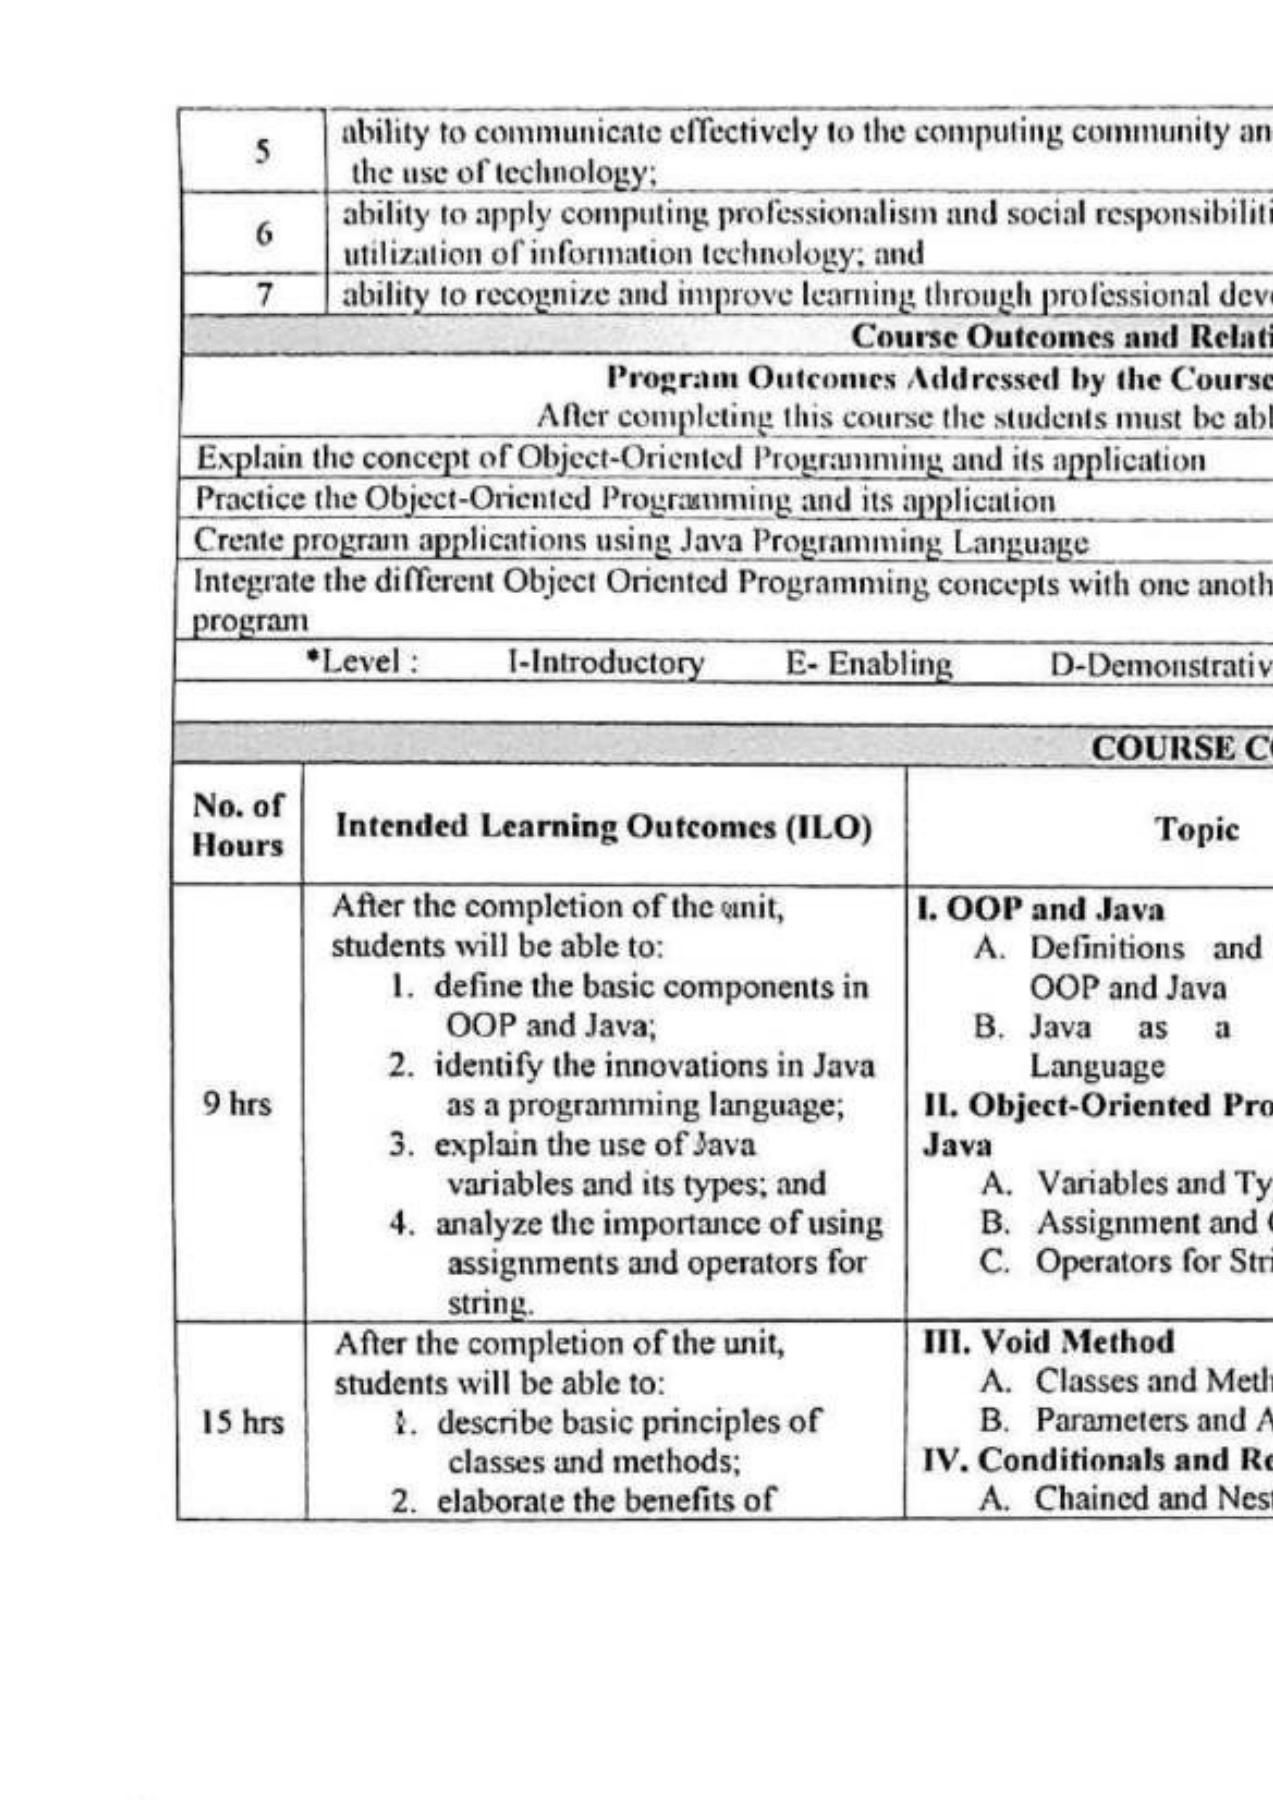 5
ability to communicate effectively to the computing community an
the use of technology;
6
ability to apply computing professionalism and social responsibiliti
utilization of information technology; and
7
ability to recognize and improve learning through professional deve
Course Outcomes and Relati
Program Outcomes Addressed by the Course
After completing this course the students must be abl
Explain the concept of Object-Oriented Programming and its application
Practice the Object-Oriented Programming and its application
Create program applications using Java Programming Language
Integrate the different Object Oriented Programming concepts with one anoth
program
*Level : I-Introductory E- Enabling D-Demonstrativ
COURSE CO
No. of
Hours
Intended Learning Outcomes (ILO)
Topic
9 hrs
After the completion of the unit,
students will be able to:
1. define the basic components in
OOP and Java;
2. identify the innovations in Java
as a programming language;
3. explain the use of Java
variables and its types; and
4. analyze the importance of using
assignments and operators for
string.
I. OOP and Java
A. Definitions and
OOP and Java
B. Java as a
Language
II. Object-Oriented Pro
Java
A. Variables and Ty
B. Assignment and
C. Operators for Stri
15 hrs
After the completion of the unit,
students will be able to:
1. describe basic principles of
classes and methods;
2. elaborate the benefits of
III. Void Method
A. Classes and Meth
B. Parameters and A
IV. Conditionals and Re
A. Chained and Nest